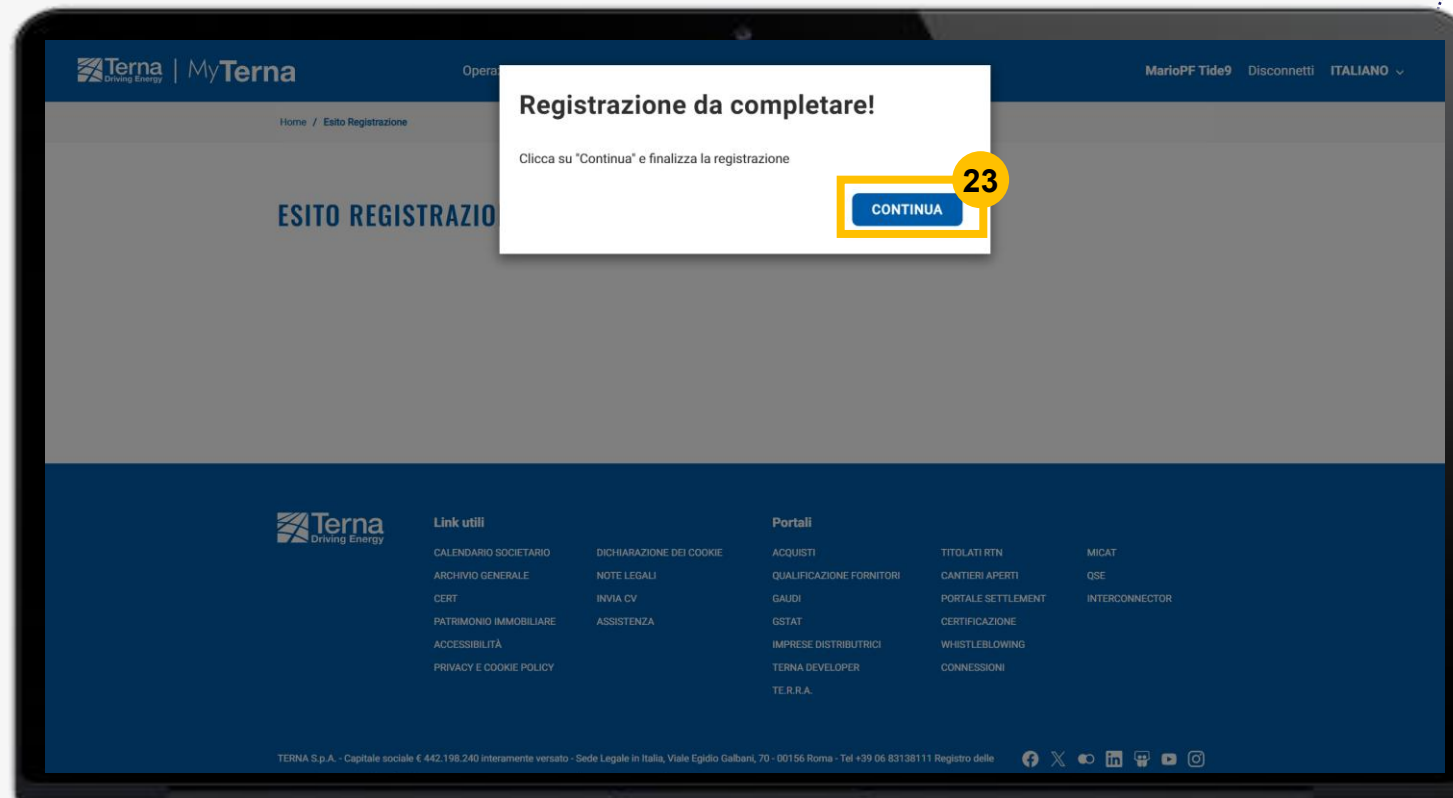 Terna
Driving Energy
MyTerna
Opera
MarioPF Tide9
Disconnetti
ITALIANO
Home / Esito Registrazione
Registrazione da completare!
Clicca su "Continua" e finalizza la registrazione
23
CONTINUA
ESITO REGISTRAZIO
Terna
Driving Energy
Link utili
CALENDARIO SOCIETARIO
ARCHIVIO GENERALE
CERT
PATRIMONIO IMMOBILIARE
ACCESSIBILITÀ
PRIVACY E COOKIE POLICY
DICHIARAZIONE DEI COOKIE
NOTE LEGALI
INVIA CV
ASSISTENZA
Portali
ACQUISTI
QUALIFICAZIONE FORNITORI
GAUDI
GSTAT
IMPRESE DISTRIBUTRICI
TERNA DEVELOPER
TE.R.R.A.
TITOLATI RTN
CANTIERI APERTI
PORTALE SETTLEMENT
CERTIFICAZIONE
WHISTLEBLOWING
CONNESSIONI
MICAT
QSE
INTERCONNECTOR
TERNA S.p.A. - Capitale sociale € 442.198.240 interamente versato - Sede Legale in Italia, Viale Egidio Galbani, 70 - 00156 Roma - Tel +39 06 83138111 Registro delle